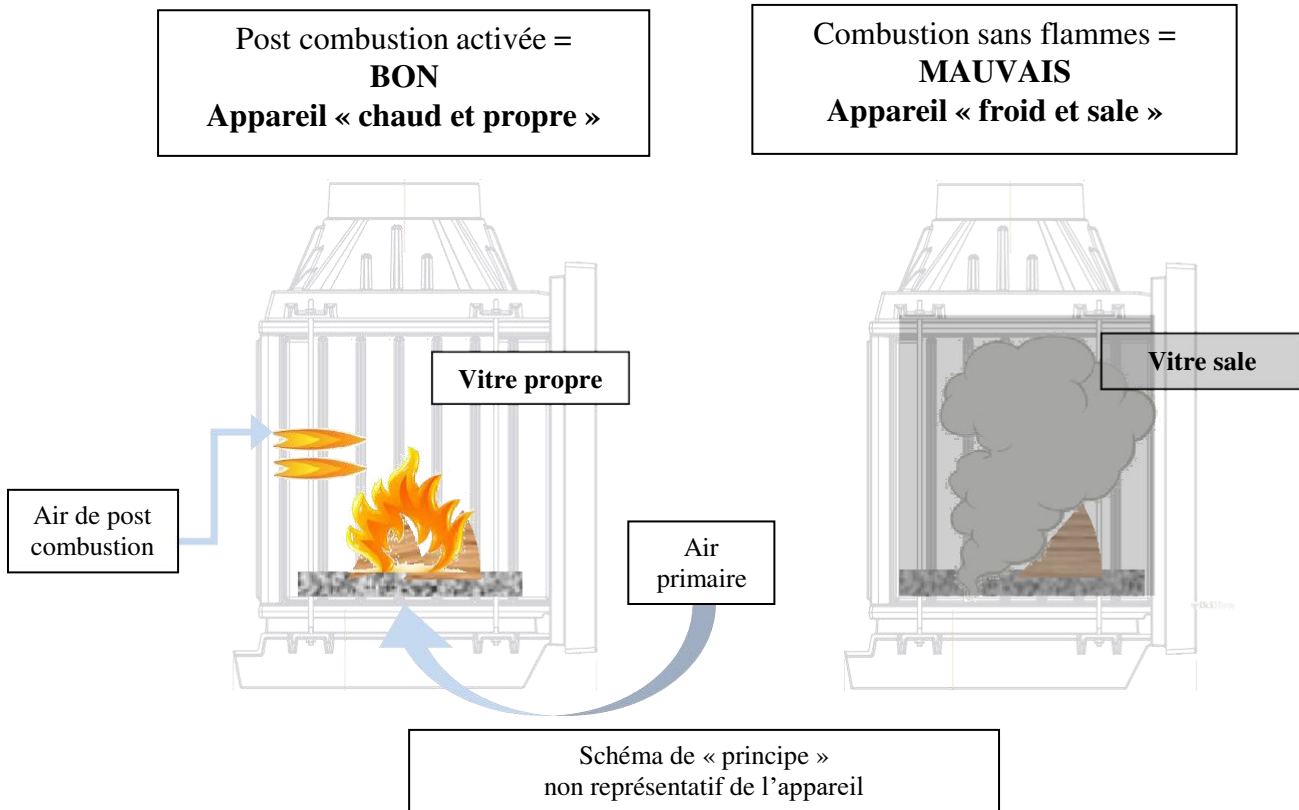 Post combustion activée =
BON
Appareil « chaud et propre »
Combustion sans flammes =
MAUVAIS
Appareil « froid et sale »
Vitre propre
Vitre sale
Air de post
combustion
Air
primaire
Schéma de « principe »
non représentatif de l’appareil